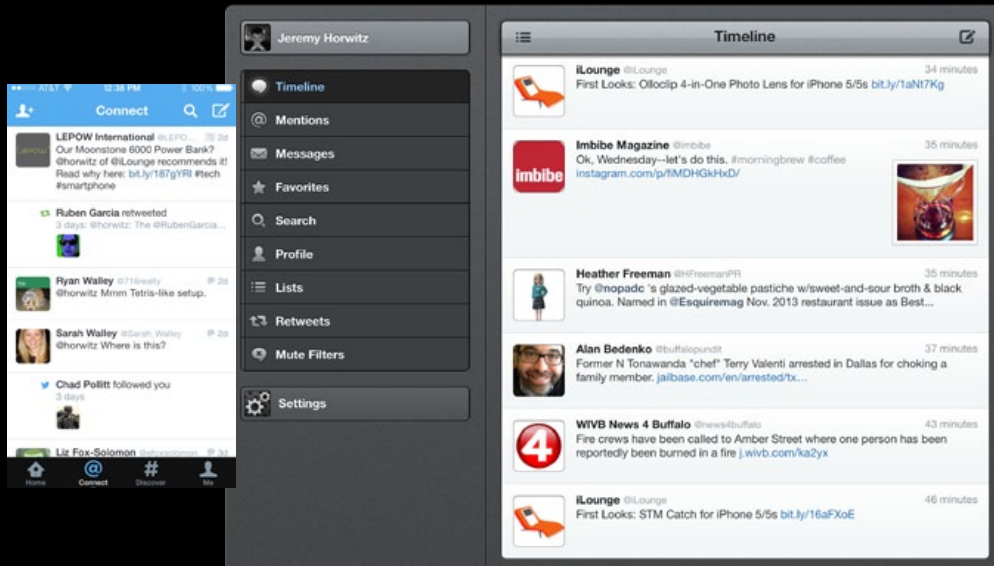 AT&T 12:38 PM 100%
Connect
LEPOW International @LEPO... 2d
Our Moonstone 6000 Power Bank?
@horwitz of @iLounge recommends it!
Read why here: bit.ly/187gYRI #tech
#smartphone
Ruben Garcia retweeted
3 days: @horwitz: The @RubenGarcia...
Ryan Walley @716realty 2d
@horwitz Mmm Tetris-like setup.
Sarah Walley @Sarah_Walley 2d
@horwitz Where is this?
Chad Pollitt followed you
3 days
Liz Fox-Solomon 3d
Home Connect Discover Me
Jeremy Horwitz
Timeline
Mentions
Messages
Favorites
Search
Profile
Lists
Retweets
Mute Filters
Settings
Timeline
iLounge @iLounge 34 minutes
First Looks: Olloclip 4-in-One Photo Lens for iPhone 5/5s bit.ly/1aNt7Kg
imbibe
Imbibe Magazine @imbibe 35 minutes
Ok, Wednesday--let's do this. #morningbrew #coffee
instagram.com/p/fiMDHGkHxD/
Heather Freeman @HFreemanPR 35 minutes
Try @nopadc 's glazed-vegetable pastiche w/sweet-and-sour broth & black
quinoa. Named in @Esquiremag Nov. 2013 restaurant issue as Best...
Alan Bedenko @buffalopundit 37 minutes
Former N Tonawanda "chef" Terry Valenti arrested in Dallas for choking a
family member. jailbase.com/en/arrested/tx...
4
WIVB News 4 Buffalo @news4buffalo 43 minutes
Fire crews have been called to Amber Street where one person has been
reportedly been burned in a fire j.wivb.com/ka2yx
iLounge @iLounge 46 minutes
First Looks: STM Catch for iPhone 5/5s bit.ly/16aFXoE